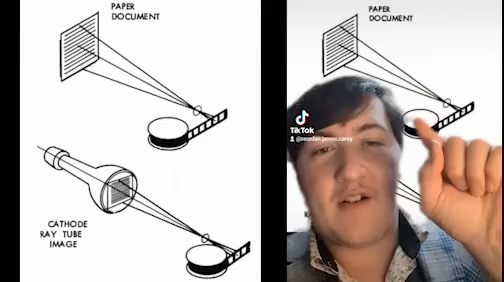 PAPER
DOCUMENT
CATHODE
RAY TUBE
IMAGE
PAPER
DOCUMENT
TikTok